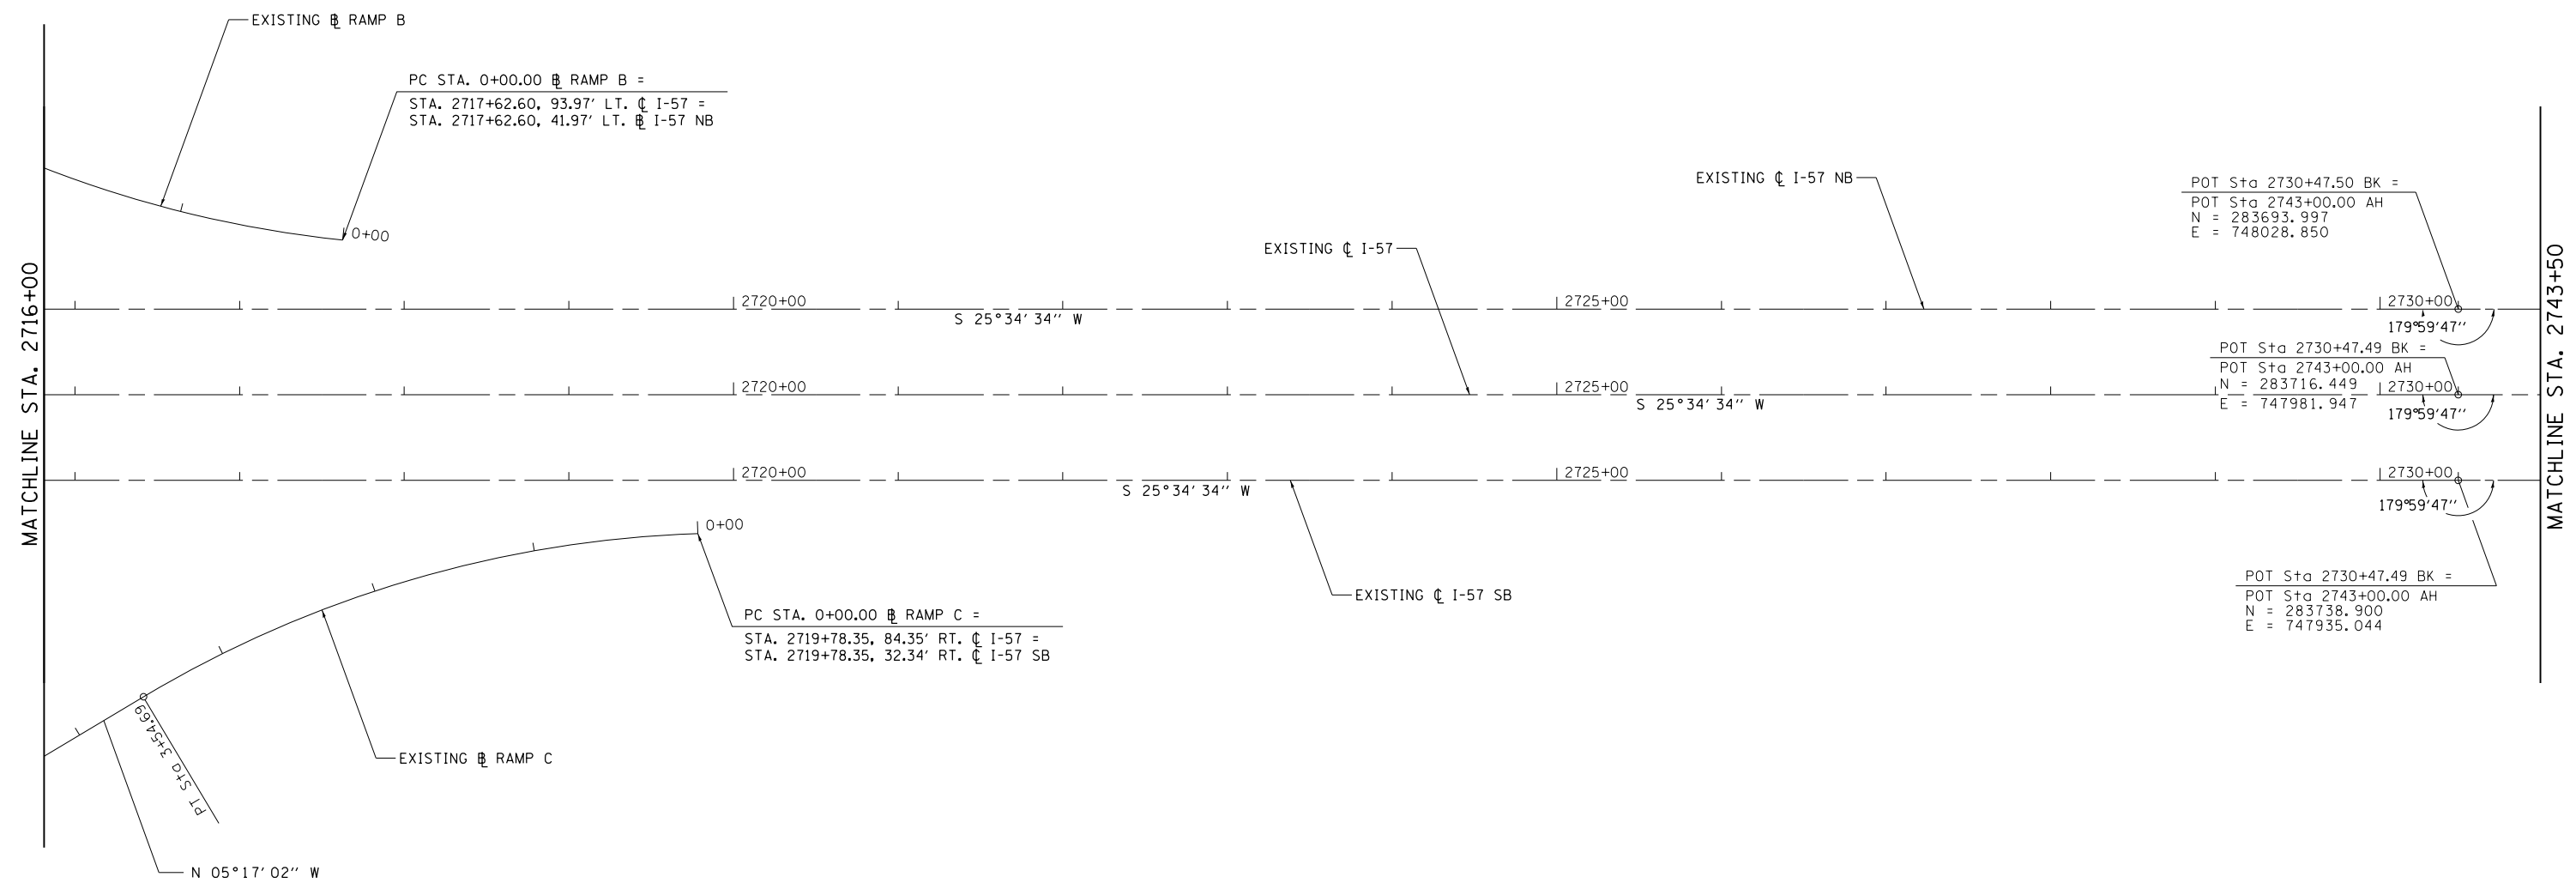 EXISTING ⅊ RAMP B
PC STA. 0+00.00 ⅊ RAMP B =
STA. 2717+62.60, 93.97' LT. ℄ I-57 =
STA. 2717+62.60, 41.97' LT. ⅊ I-57 NB
0+00
EXISTING ℄ I-57 NB
EXISTING ℄ I-57
POT Sta 2730+47.50 BK =
POT Sta 2743+00.00 AH
N = 283693.997
E = 748028.850
MATCHLINE STA. 2716+00
MATCHLINE STA. 2743+50
2720+00
2725+00
2730+00
S 25°34'34'' W
179°59'47''
POT Sta 2730+47.49 BK =
POT Sta 2743+00.00 AH
N = 283716.449
E = 747981.947
2720+00
2725+00
2730+00
S 25°34'34'' W
179°59'47''
2720+00
2725+00
2730+00
S 25°34'34'' W
179°59'47''
0+00
PC STA. 0+00.00 ⅊ RAMP C =
STA. 2719+78.35, 84.35' RT. ℄ I-57 =
STA. 2719+78.35, 32.34' RT. ℄ I-57 SB
EXISTING ℄ I-57 SB
POT Sta 2730+47.49 BK =
POT Sta 2743+00.00 AH
N = 283738.900
E = 747935.044
PT Sta 3+54.69
EXISTING ⅊ RAMP C
N 05°17'02'' W